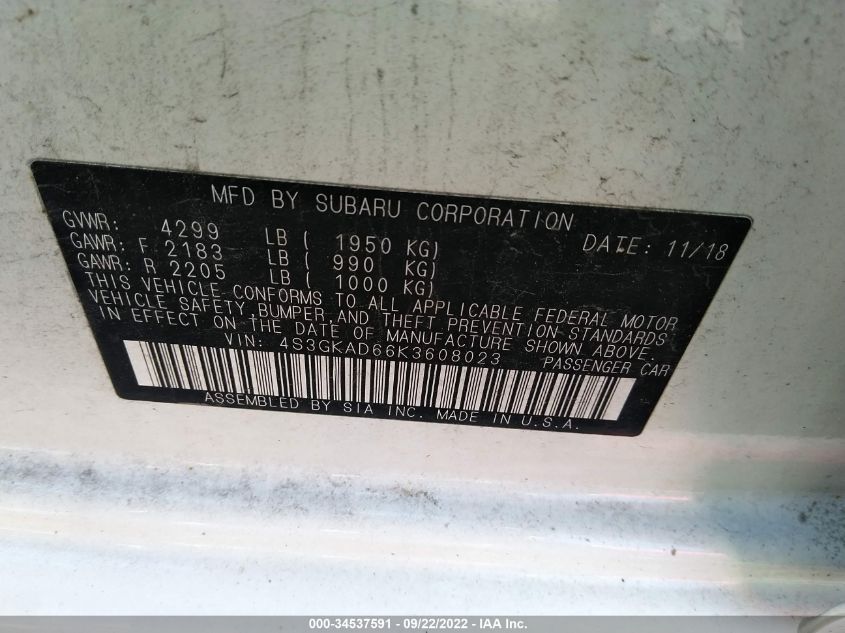 MFD BY SUBARU CORPORATION
GVWR: 4299 LB ( 1950 KG) DATE: 11/18
GAWR: F 2183 LB ( 990 KG)
GAWR: R 2205 LB ( 1000 KG)
THIS VEHICLE CONFORMS TO ALL APPLICABLE FEDERAL MOTOR
VEHICLE SAFETY, BUMPER, AND THEFT PREVENTION STANDARDS
IN EFFECT ON THE DATE OF MANUFACTURE SHOWN ABOVE.
VIN: 4S3GKAD66K3608023 PASSENGER CAR
ASSEMBLED BY SIA INC. MADE IN U.S.A.
000-34537591 - 09/22/2022 - IAA Inc.